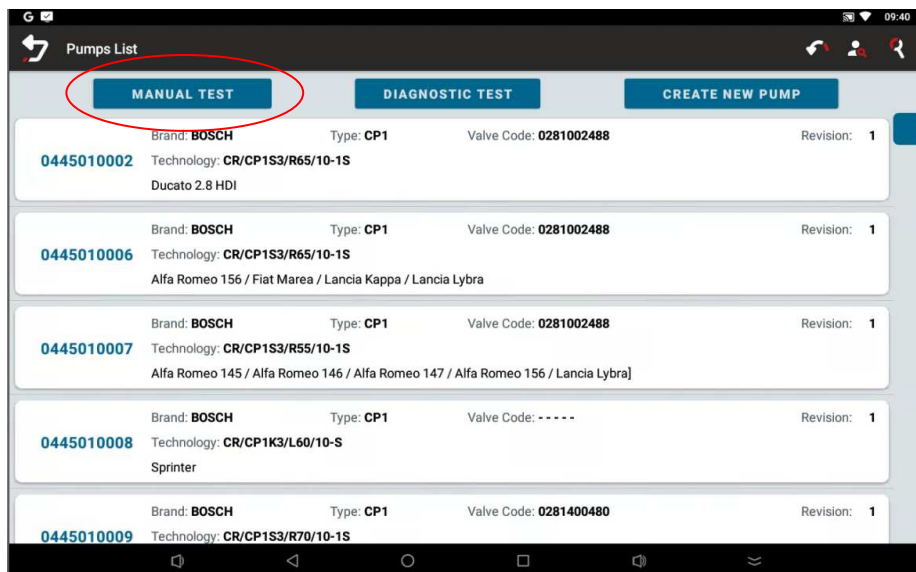 G 09:40
Pumps List
MANUAL TEST DIAGNOSTIC TEST CREATE NEW PUMP
Brand: BOSCH Type: CP1 Valve Code: 0281002488 Revision: 1
0445010002 Technology: CR/CP1S3/R65/10-1S
Ducato 2.8 HDI
Brand: BOSCH Type: CP1 Valve Code: 0281002488 Revision: 1
0445010006 Technology: CR/CP1S3/R65/10-1S
Alfa Romeo 156 / Fiat Marea / Lancia Kappa / Lancia Lybra
Brand: BOSCH Type: CP1 Valve Code: 0281002488 Revision: 1
0445010007 Technology: CR/CP1S3/R55/10-1S
Alfa Romeo 145 / Alfa Romeo 146 / Alfa Romeo 147 / Alfa Romeo 156 / Lancia Lybra]
Brand: BOSCH Type: CP1 Valve Code: - - - - - Revision: 1
0445010008 Technology: CR/CP1K3/L60/10-S
Sprinter
Brand: BOSCH Type: CP1 Valve Code: 0281400480 Revision: 1
0445010009 Technology: CR/CP1S3/R70/10-1S